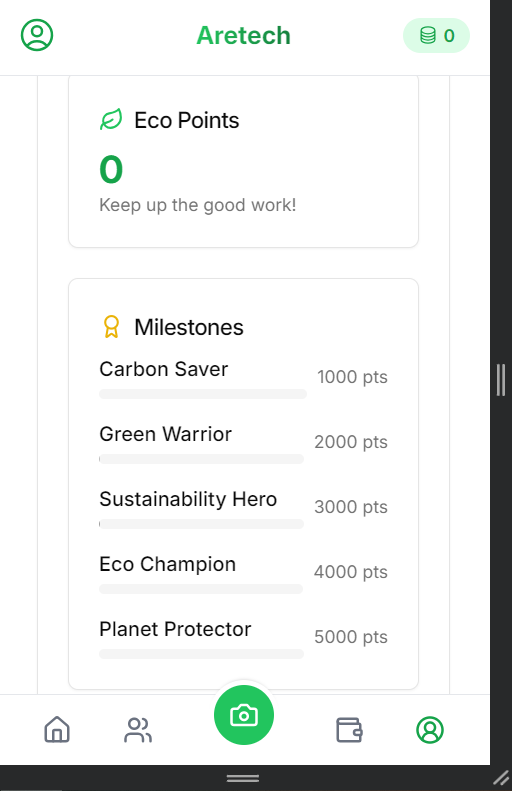 Aretech
0
Eco Points
0
Keep up the good work!
Milestones
Carbon Saver
1000 pts
Green Warrior
2000 pts
Sustainability Hero
3000 pts
Eco Champion
4000 pts
Planet Protector
5000 pts